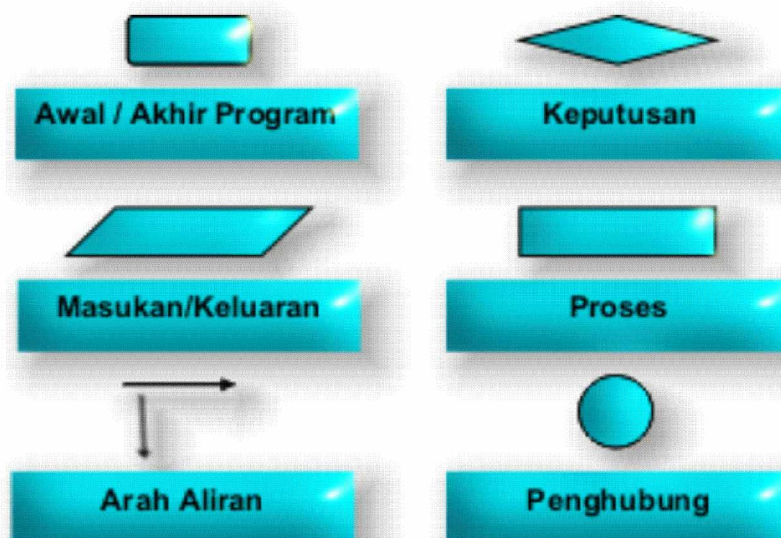 Awal / Akhir Program
Keputusan
Masukan/Keluaran
Proses
Arah Aliran
Penghubung